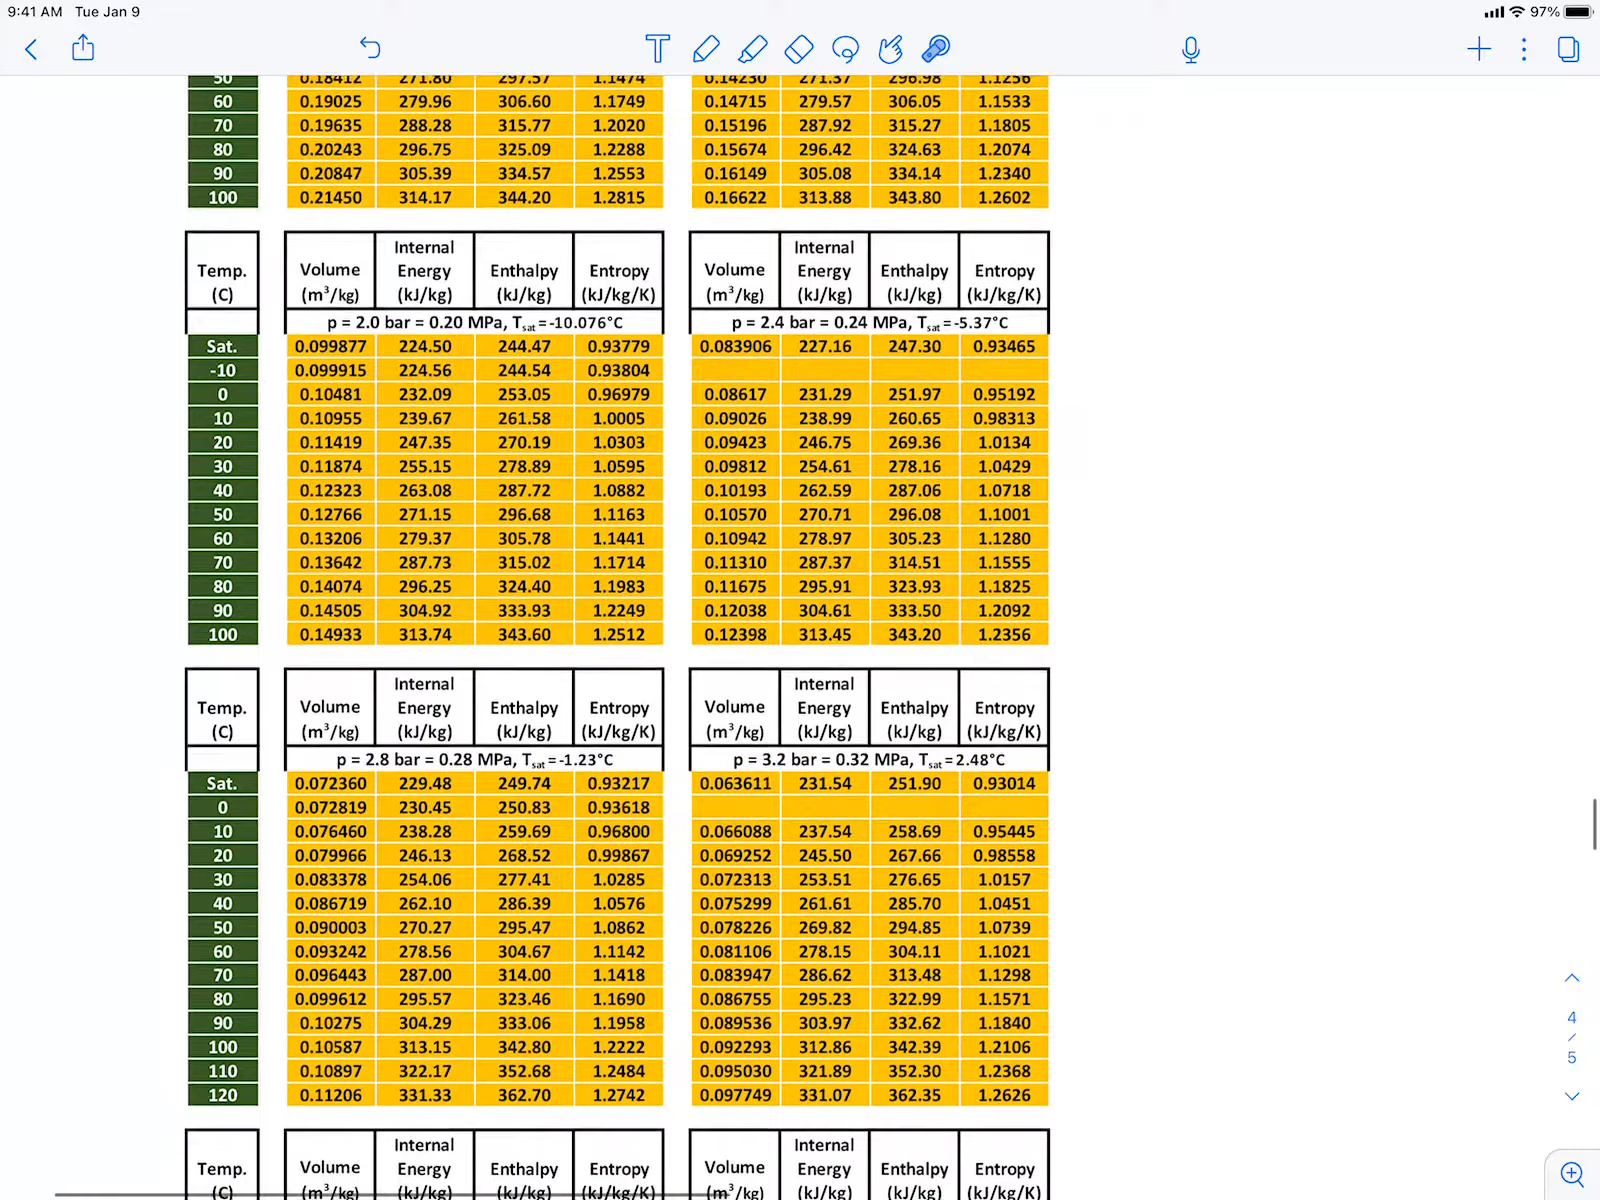 9:41 AM Tue Jan 9 97%
50 0.18412 271.80 297.57 1.1474 0.14230 271.37 296.98 1.1256
60 0.19025 279.96 306.60 1.1749 0.14715 279.57 306.05 1.1533
70 0.19635 288.28 315.77 1.2020 0.15196 287.92 315.27 1.1805
80 0.20243 296.75 325.09 1.2288 0.15674 296.42 324.63 1.2074
90 0.20847 305.39 334.57 1.2553 0.16149 305.08 334.14 1.2340
100 0.21450 314.17 344.20 1.2815 0.16622 313.88 343.80 1.2602
Internal Internal
Temp. Volume Energy Enthalpy Entropy Volume Energy Enthalpy Entropy
(C) (m³/kg) (kJ/kg) (kJ/kg) (kJ/kg/K) (m³/kg) (kJ/kg) (kJ/kg) (kJ/kg/K)
p = 2.0 bar = 0.20 MPa, Tsat = -10.076°C p = 2.4 bar = 0.24 MPa, Tsat = -5.37°C
Sat. 0.099877 224.50 244.47 0.93779 0.083906 227.16 247.30 0.93465
-10 0.099915 224.56 244.54 0.93804
0 0.10481 232.09 253.05 0.96979 0.08617 231.29 251.97 0.95192
10 0.10955 239.67 261.58 1.0005 0.09026 238.99 260.65 0.98313
20 0.11419 247.35 270.19 1.0303 0.09423 246.75 269.36 1.0134
30 0.11874 255.15 278.89 1.0595 0.09812 254.61 278.16 1.0429
40 0.12323 263.08 287.72 1.0882 0.10193 262.59 287.06 1.0718
50 0.12766 271.15 296.68 1.1163 0.10570 270.71 296.08 1.1001
60 0.13206 279.37 305.78 1.1441 0.10942 278.97 305.23 1.1280
70 0.13642 287.73 315.02 1.1714 0.11310 287.37 314.51 1.1555
80 0.14074 296.25 324.40 1.1983 0.11675 295.91 323.93 1.1825
90 0.14505 304.92 333.93 1.2249 0.12038 304.61 333.50 1.2092
100 0.14933 313.74 343.60 1.2512 0.12398 313.45 343.20 1.2356
Internal Internal
Temp. Volume Energy Enthalpy Entropy Volume Energy Enthalpy Entropy
(C) (m³/kg) (kJ/kg) (kJ/kg) (kJ/kg/K) (m³/kg) (kJ/kg) (kJ/kg) (kJ/kg/K)
p = 2.8 bar = 0.28 MPa, Tsat = -1.23°C p = 3.2 bar = 0.32 MPa, Tsat = 2.48°C
Sat. 0.072360 229.48 249.74 0.93217 0.063611 231.54 251.90 0.93014
0 0.072819 230.45 250.83 0.93618
10 0.076460 238.28 259.69 0.96800 0.066088 237.54 258.69 0.95445
20 0.079966 246.13 268.52 0.99867 0.069252 245.50 267.66 0.98558
30 0.083378 254.06 277.41 1.0285 0.072313 253.51 276.65 1.0157
40 0.086719 262.10 286.39 1.0576 0.075299 261.61 285.70 1.0451
50 0.090003 270.27 295.47 1.0862 0.078226 269.82 294.85 1.0739
60 0.093242 278.56 304.67 1.1142 0.081106 278.15 304.11 1.1021
70 0.096443 287.00 314.00 1.1418 0.083947 286.62 313.48 1.1298
80 0.099612 295.57 323.46 1.1690 0.086755 295.23 322.99 1.1571
90 0.10275 304.29 333.06 1.1958 0.089536 303.97 332.62 1.1840
100 0.10587 313.15 342.80 1.2222 0.092293 312.86 342.39 1.2106
110 0.10897 322.17 352.68 1.2484 0.095030 321.89 352.30 1.2368
120 0.11206 331.33 362.70 1.2742 0.097749 331.07 362.35 1.2626
Internal Internal
Temp. Volume Energy Enthalpy Entropy Volume Energy Enthalpy Entropy
(C) (m³/kg) (kJ/kg) (kJ/kg) (kJ/kg/K) (m³/kg) (kJ/kg) (kJ/kg) (kJ/kg/K)
4
/
5